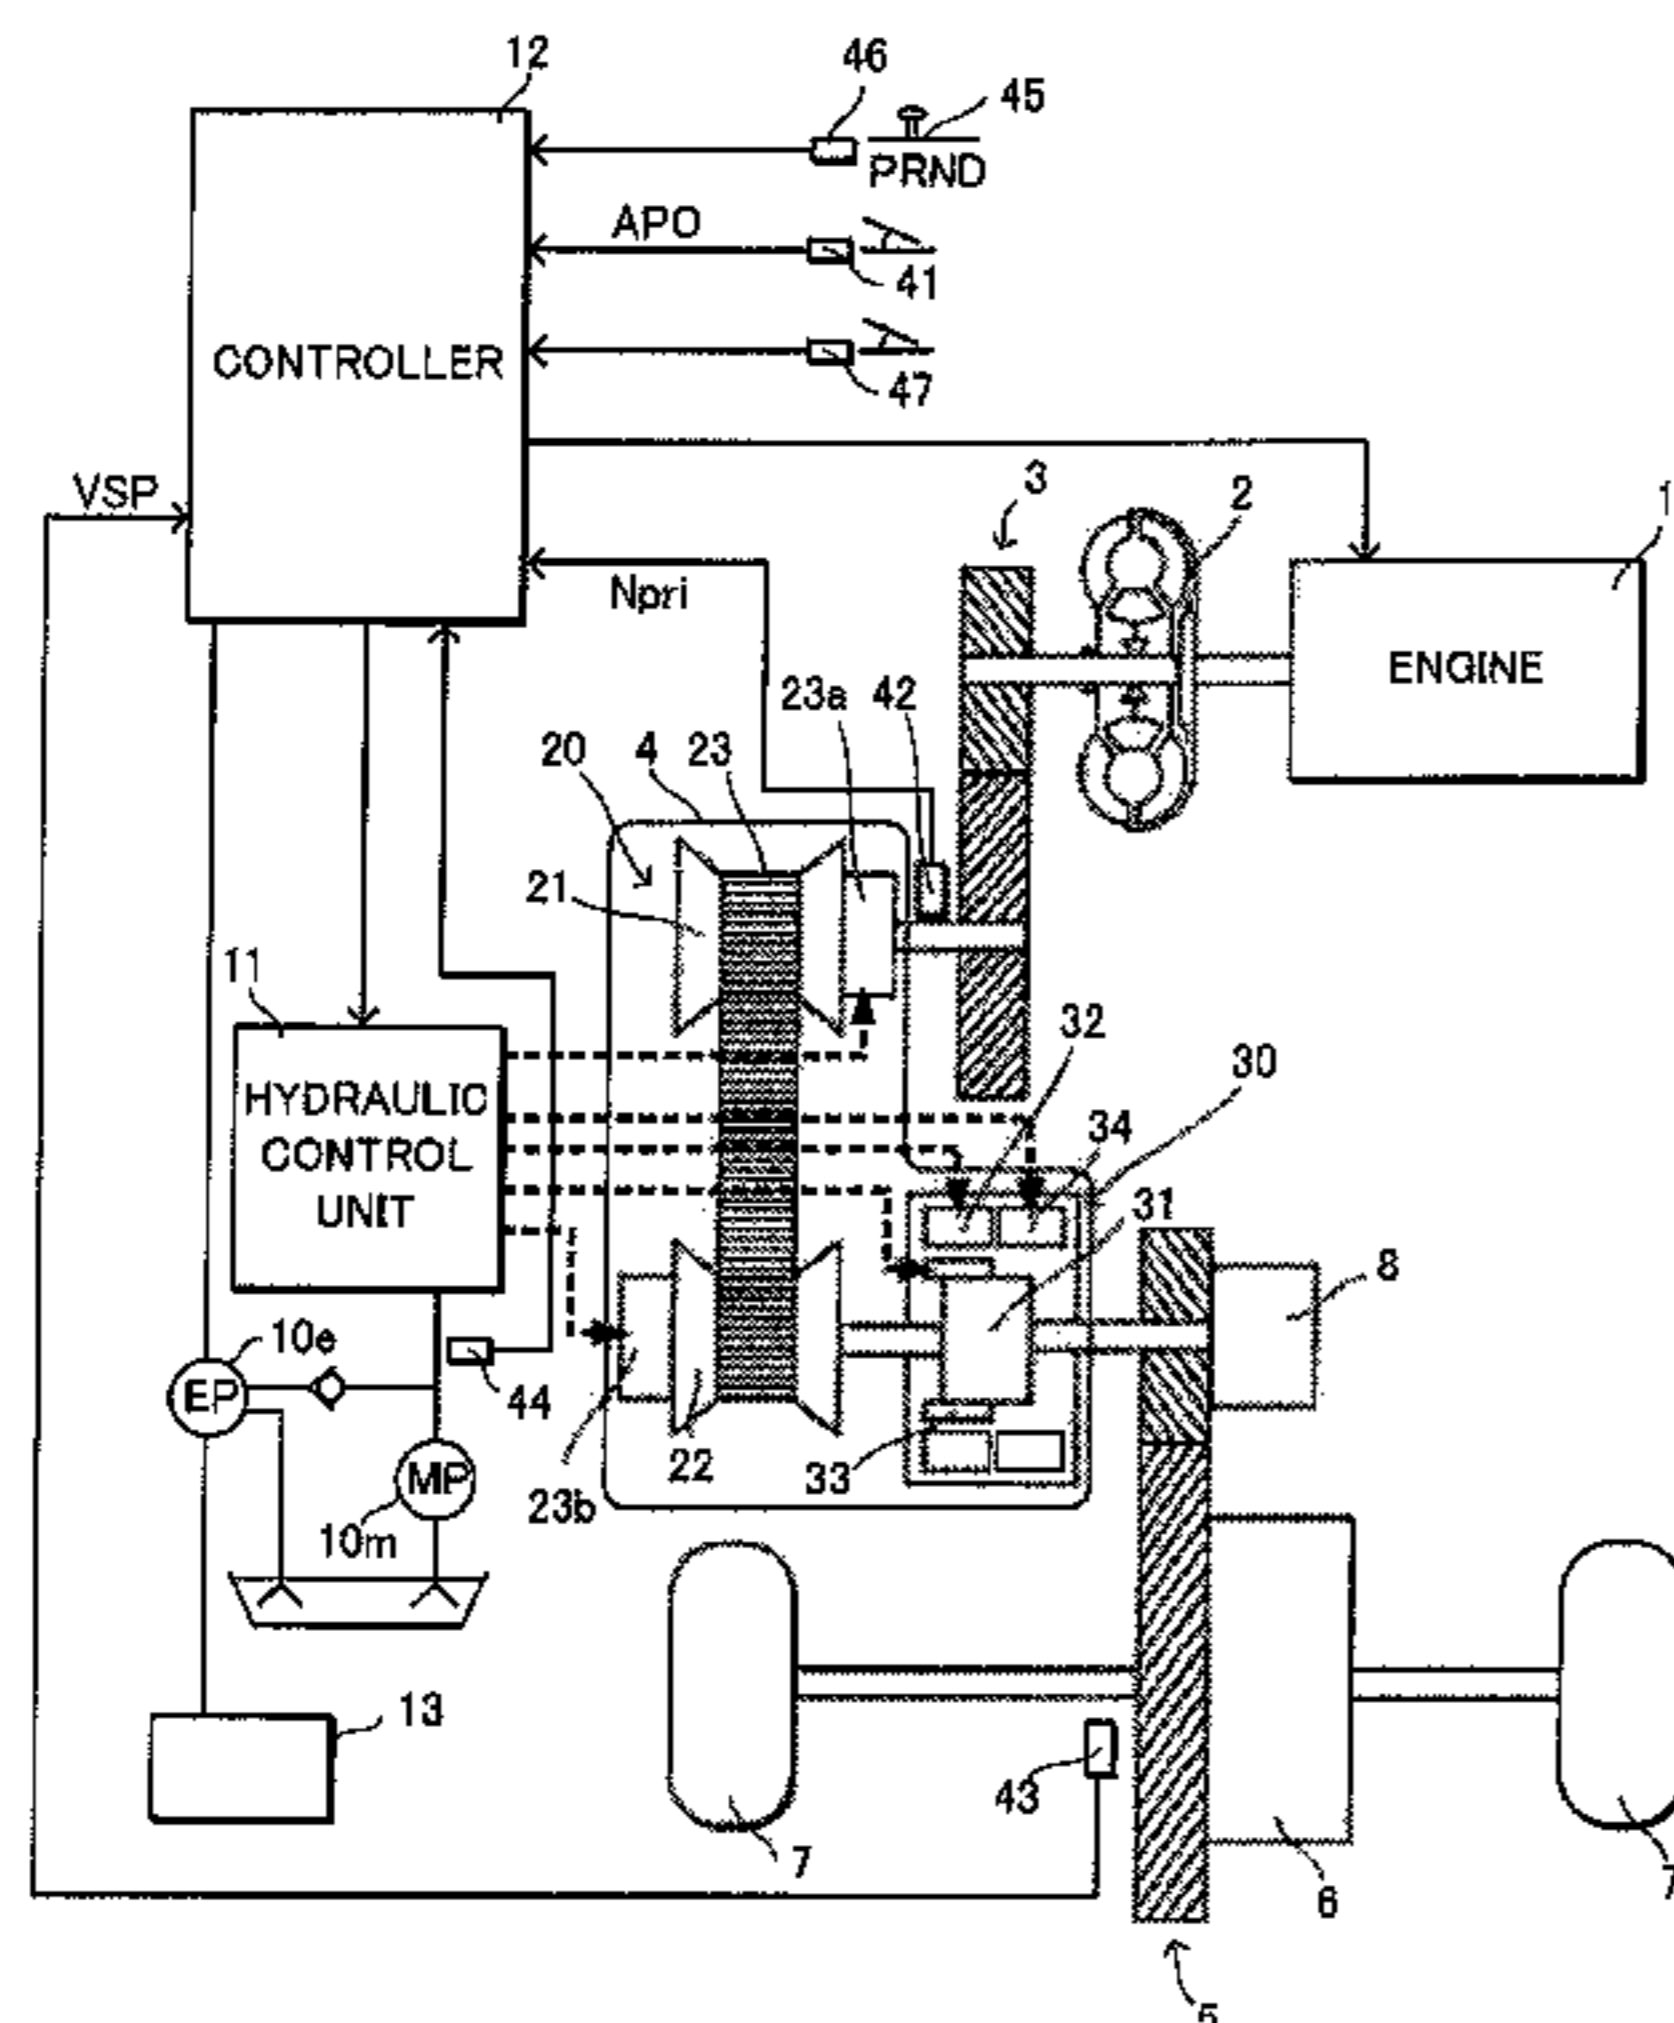 12
46
45
PRND
APO
41
CONTROLLER
47
VSP
3
2
1
Npri
ENGINE
23a
42
20
4
23
21
11
32
30
HYDRAULIC
CONTROL
UNIT
34
31
8
10e
EP
44
22
33
23b
MP
10m
13
43
7
7
6
5